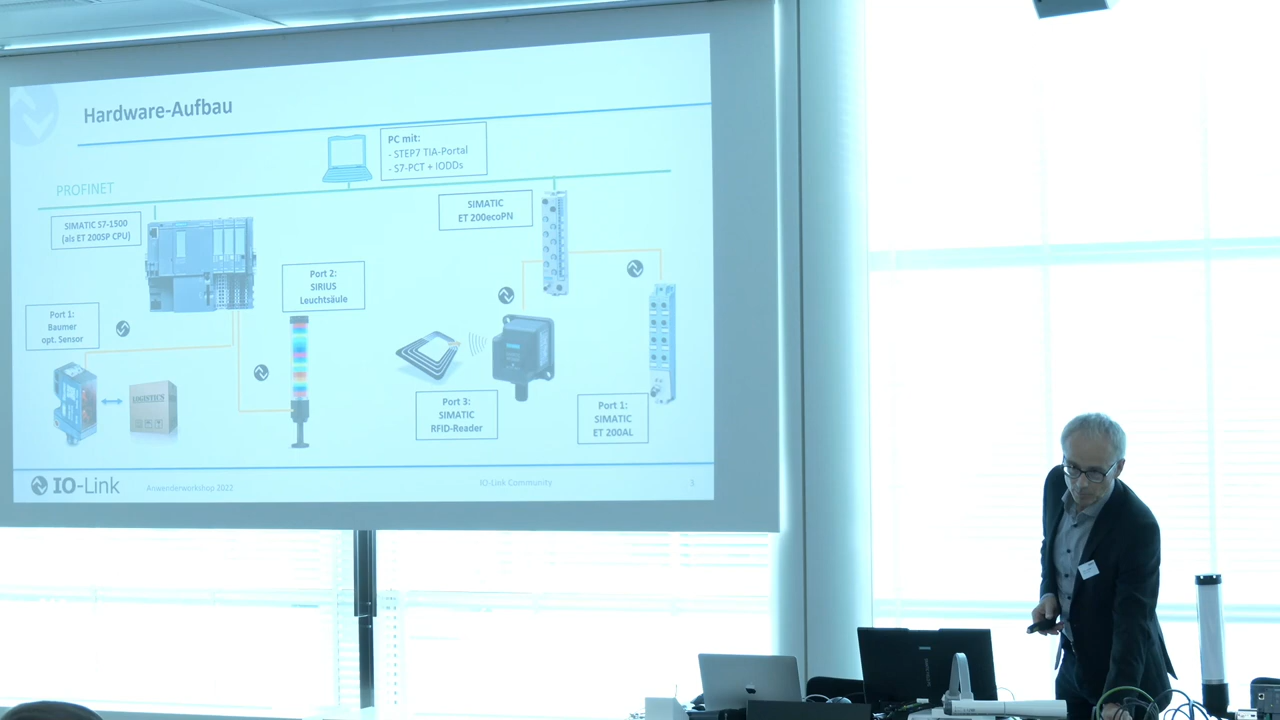 Hardware-Aufbau
PC mit:
- STEP7 TIA-Portal
- S7-PCT + IODDs
PROFINET
SIMATIC S7-1500
(als ET 200SP CPU)
SIMATIC
ET 200ecoPN
Port 2:
SIRIUS
Leuchtsäule
Port 1:
Baumer
opt. Sensor
LOGISTICS
Port 3:
SIMATIC
RFID-Reader
Port 1:
SIMATIC
ET 200AL
IO-Link
Anwenderworkshop 2022
IO-Link Community